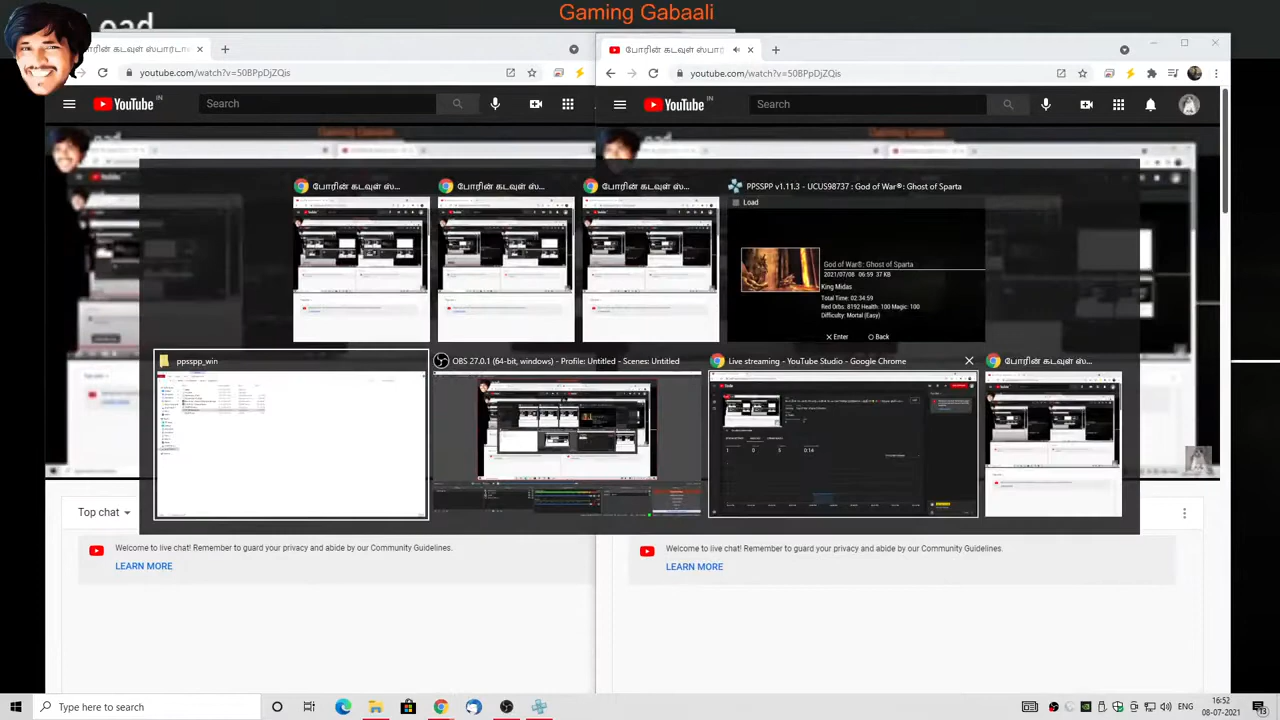 Gaming Gabaali
youtube.com/watch?v=50BPpDjZQis
போரின் கடவுள் ஸ்பார்
youtube.com/watch?v=50BPpDjZQis
YouTube IN
Search
YouTube IN
Search
போரின் கடவுள் ஸ்...
போரின் கடவுள் ஸ்...
போரின் கடவுள் ஸ்...
PPSSPP v1.11.3 - UCUS98737 : God of War®: Ghost of Sparta
Load
God of War®: Ghost of Sparta
2021/07/08 06:59 37 KB
King Midas
Total Time: 02:34:59
Red Orbs: 8192 Health: 100 Magic: 100
Difficulty: Mortal (Easy)
Enter
Back
ppsspp_win
OBS 27.0.1 (64-bit, windows) - Profile: Untitled - Scenes: Untitled
Live streaming - YouTube Studio - Google Chrome
போரின் கடவுள் ஸ்...
Top chat
Welcome to live chat! Remember to guard your privacy and abide by our Community Guidelines.
LEARN MORE
Welcome to live chat! Remember to guard your privacy and abide by our Community Guidelines.
LEARN MORE
Type here to search
ENG
16:52
08-07-2021
13